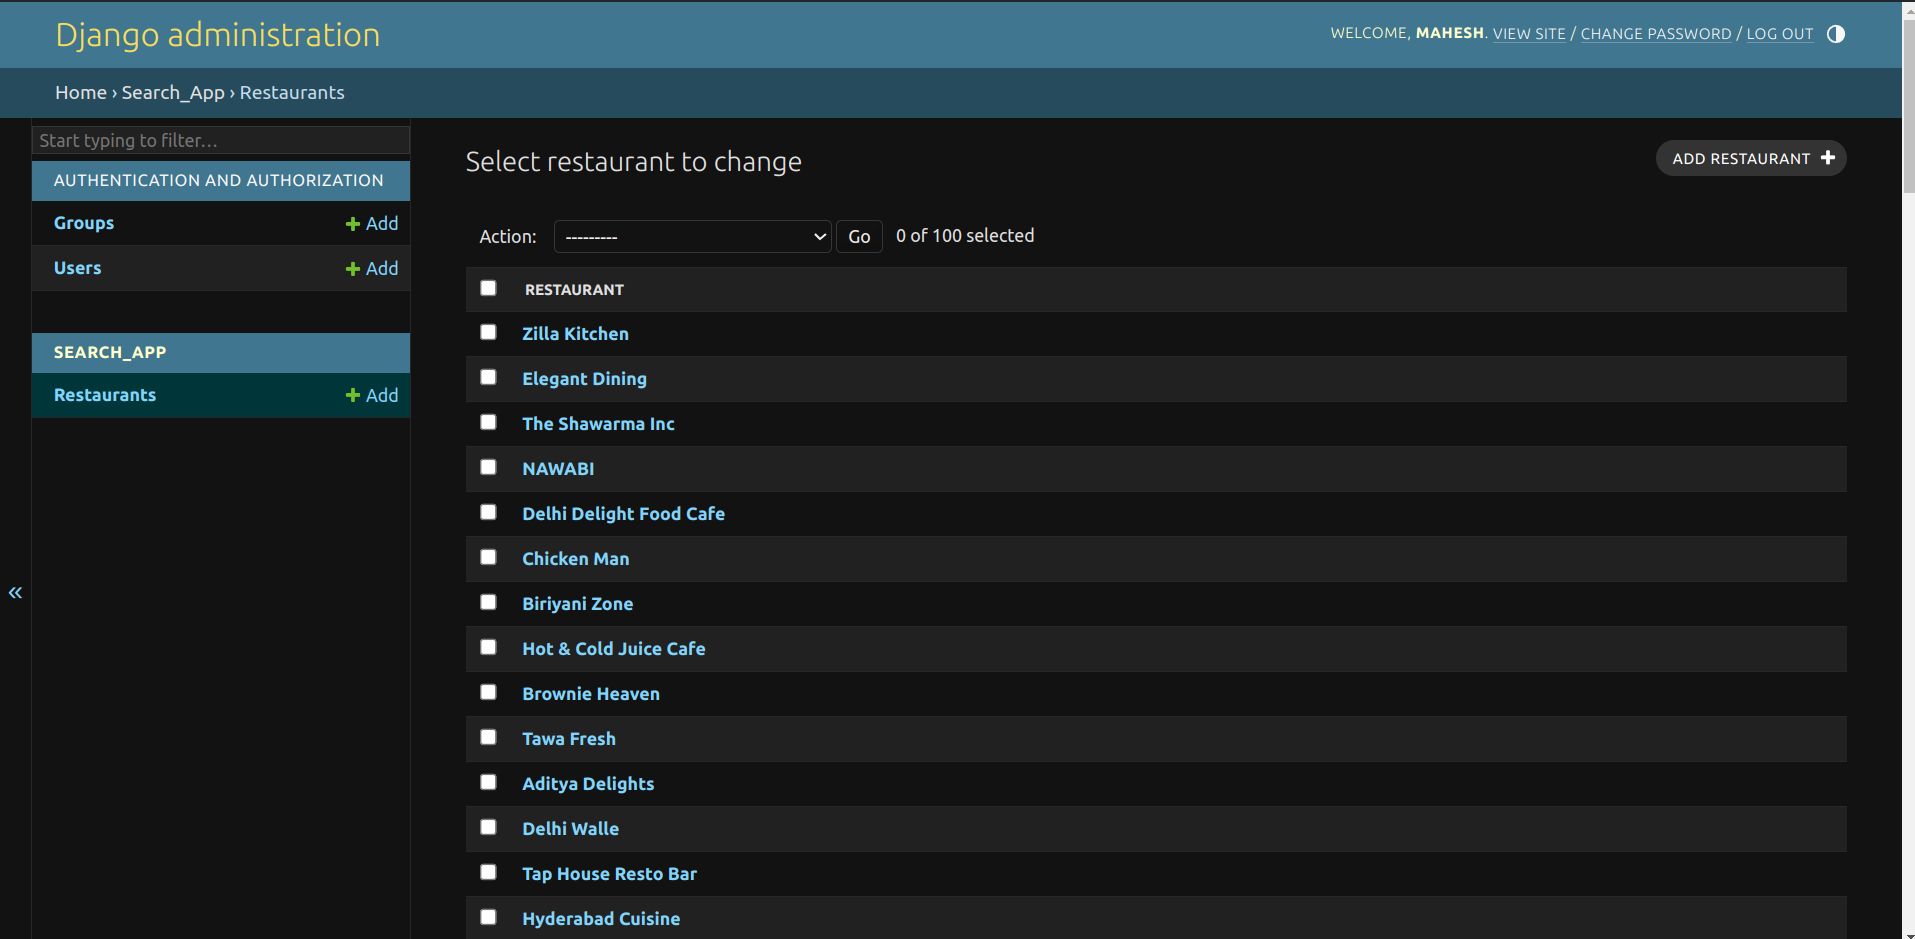 Django administration
WELCOME, MAHESH. VIEW SITE / CHANGE PASSWORD / LOG OUT
Home › Search_App › Restaurants
Start typing to filter…
AUTHENTICATION AND AUTHORIZATION
Groups + Add
Users + Add
SEARCH_APP
Restaurants + Add
«
Select restaurant to change
ADD RESTAURANT +
Action: --------- Go 0 of 100 selected
RESTAURANT
Zilla Kitchen
Elegant Dining
The Shawarma Inc
NAWABI
Delhi Delight Food Cafe
Chicken Man
Biriyani Zone
Hot & Cold Juice Cafe
Brownie Heaven
Tawa Fresh
Aditya Delights
Delhi Walle
Tap House Resto Bar
Hyderabad Cuisine